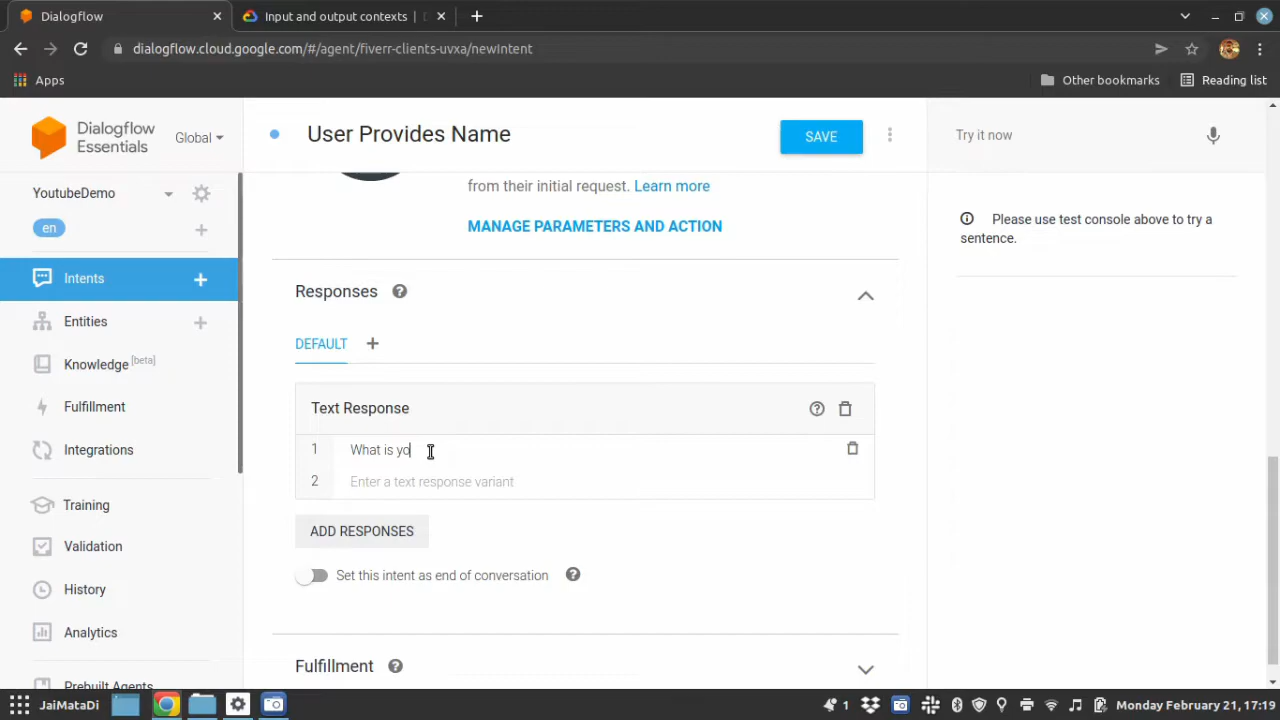 Dialogflow
Input and output contexts |
dialogflow.cloud.google.com/#/agent/fiverr-clients-uvxa/newIntent
Apps
Other bookmarks
Reading list
Dialogflow
Essentials
Global
User Provides Name
SAVE
Try it now
YoutubeDemo
en
Intents
Entities
Knowledge [beta]
Fulfillment
Integrations
Training
Validation
History
Analytics
Prebuilt Agents
from their initial request. Learn more
MANAGE PARAMETERS AND ACTION
Responses
DEFAULT
Text Response
1 What is yo
2 Enter a text response variant
ADD RESPONSES
Set this intent as end of conversation
Fulfillment
Please use test console above to try a
sentence.
JaiMataDi
1
Monday February 21, 17:19